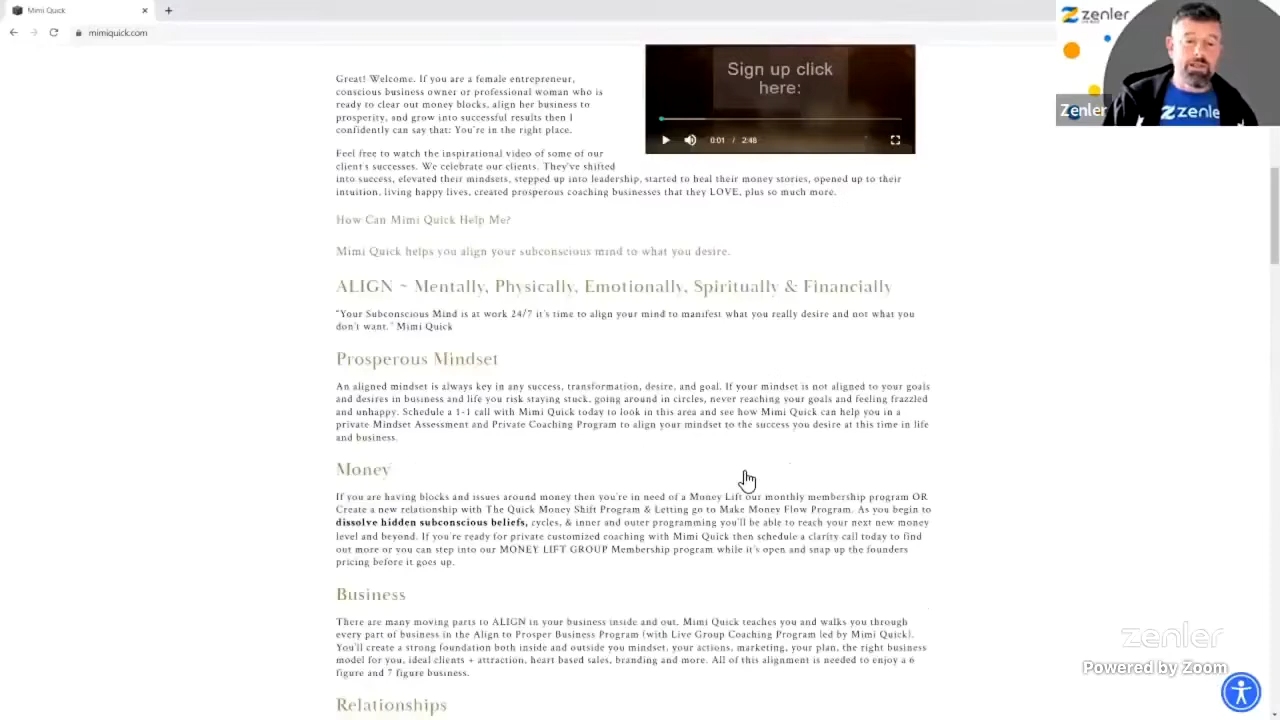 Mimi Quick
mimiquick.com
zenler
Zenler
zenler
Sign up click
here:
0:01 / 2:48
Great! Welcome. If you are a female entrepreneur,
conscious business owner or professional woman who is
ready to clear out money blocks, align her business to
prosperity, and grow into successful results then I
confidently can say that: You're in the right place.
Feel free to watch the inspirational video of some of our
client's successes. We celebrate our clients. They've shifted
into success, elevated their mindsets, stepped up into leadership, started to heal their money stories, opened up to their
intuition, living happy lives, created prosperous coaching businesses that they LOVE, plus so much more.
How Can Mimi Quick Help Me?
Mimi Quick helps you align your subconscious mind to what you desire.
ALIGN ~ Mentally, Physically, Emotionally, Spiritually & Financially
“Your Subconscious Mind is at work 24/7 it's time to align your mind to manifest what you really desire and not what you
don't want.” Mimi Quick
Prosperous Mindset
An aligned mindset is always key in any success, transformation, desire, and goal. If your mindset is not aligned to your goals
and desires in business and life you risk staying stuck, going around in circles, never reaching your goals and feeling frazzled
and unhappy. Schedule a 1-1 call with Mimi Quick today to look in this area and see how Mimi Quick can help you in a
private Mindset Assessment and Private Coaching Program to align your mindset to the success you desire at this time in life
and business.
Money
If you are having blocks and issues around money then you're in need of a Money Lift our monthly membership program OR
Create a new relationship with The Quick Money Shift Program & Letting go to Make Money Flow Program. As you begin to
dissolve hidden subconscious beliefs, cycles, & inner and outer programming you'll be able to reach your next new money
level and beyond. If you're ready for private customized coaching with Mimi Quick then schedule a clarity call today to find
out more or you can step into our MONEY LIFT GROUP Membership program while it's open and snap up the founders
pricing before it goes up.
Business
There are many moving parts to ALIGN in your business inside and out. Mimi Quick teaches you and walks you through
every part of business in the Align to Prosper Business Program (with Live Group Coaching Program led by Mimi Quick).
You'll create a strong foundation both inside and outside you mindset, your actions, marketing, your plan, the right business
model for you, ideal clients + attraction, heart based sales, branding and more. All of this alignment is needed to enjoy a 6
figure and 7 figure business.
Relationships
zenler
Powered by Zoom